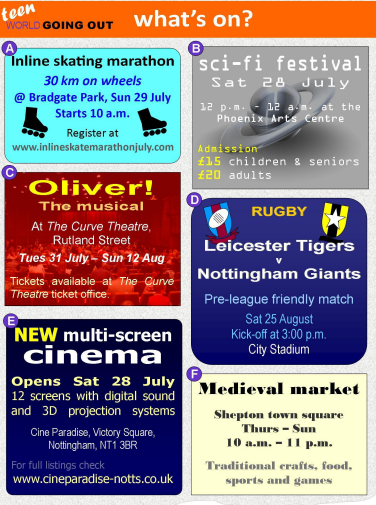 teen
WORLD GOING OUT
what's on?
A
Inline skating marathon
30 km on wheels
@ Bradgate Park, Sun 29 July
Starts 10 a.m.
Register at
www.inlineskatemarathonjuly.com
B
sci-fi festival
Sat 28 July
12 p.m. - 12 a.m. at the
Phoenix Arts Centre
Admission
£15 children & seniors
£20 adults
C
Oliver!
The musical
At The Curve Theatre,
Rutland Street
Tues 31 July – Sun 12 Aug
Tickets available at The Curve
Theatre ticket office.
D
RUGBY
Leicester Tigers
v
Nottingham Giants
Pre-league friendly match
Sat 25 August
Kick-off at 3:00 p.m.
City Stadium
E
NEW multi-screen
cinema
Opens Sat 28 July
12 screens with digital sound
and 3D projection systems
Cine Paradise, Victory Square,
Nottingham, NT1 3BR
For full listings check
www.cineparadise-notts.co.uk
F
Medieval market
Shepton town square
Thurs – Sun
10 a.m. – 11 p.m.
Traditional crafts, food,
sports and games